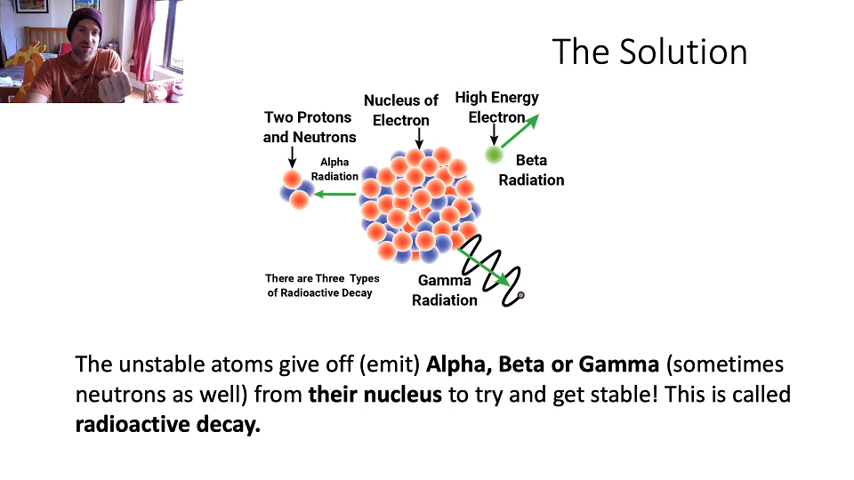 The Solution
Nucleus of
Electron
High Energy
Electron
Two Protons
and Neutrons
Alpha
Radiation
Beta
Radiation
There are Three Types
of Radioactive Decay
Gamma
Radiation
The unstable atoms give off (emit) Alpha, Beta or Gamma (sometimes
neutrons as well) from their nucleus to try and get stable! This is called
radioactive decay.